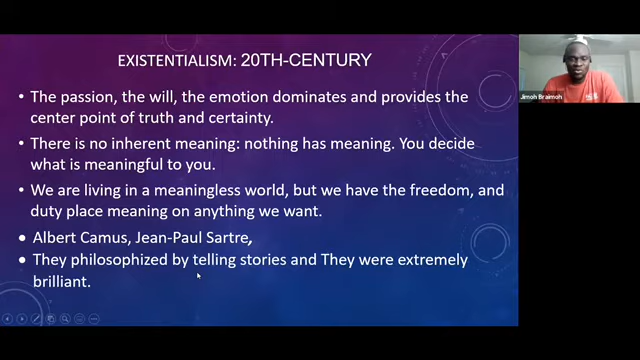 EXISTENTIALISM: 20TH-CENTURY
• The passion, the will, the emotion dominates and provides the
center point of truth and certainty.
• There is no inherent meaning: nothing has meaning. You decide
what is meaningful to you.
• We are living in a meaningless world, but we have the freedom, and
duty place meaning on anything we want.
• Albert Camus, Jean-Paul Sartre,
• They philosophized by telling stories and They were extremely
brilliant.
Jimoh Braimoh